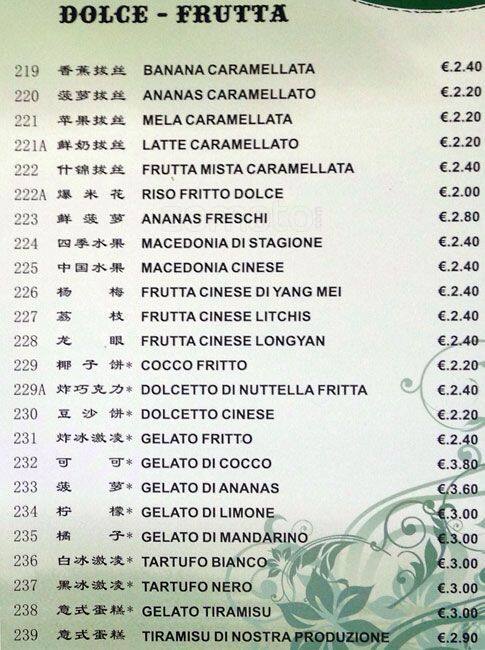 DOLCE - FRUTTA
219 香蕉拔丝 BANANA CARAMELLATA €.2.40
220 菠萝拔丝 ANANAS CARAMELLATO €.2.20
221 苹果拔丝 MELA CARAMELLATA €.2.20
221A 鲜奶拔丝 LATTE CARAMELLATO €.2.20
222 什锦拔丝 FRUTTA MISTA CARAMELLATA €.2.40
222A 爆米花 RISO FRITTO DOLCE €.2.00
223 鲜菠萝 ANANAS FRESCHI €.2.80
224 四季水果 MACEDONIA DI STAGIONE €.2.40
225 中国水果 MACEDONIA CINESE €.2.40
226 杨梅 FRUTTA CINESE DI YANG MEI €.2.40
227 荔枝 FRUTTA CINESE LITCHIS €.2.40
228 龙眼 FRUTTA CINESE LONGYAN €.2.40
229 椰子饼* COCCO FRITTO €.2.20
229A 炸巧克力* DOLCETTO DI NUTTELLA FRITTA €.2.40
230 豆沙饼* DOLCETTO CINESE €.2.20
231 炸冰激凌* GELATO FRITTO €.2.40
232 可可* GELATO DI COCCO €.3.80
233 菠萝* GELATO DI ANANAS €.3.60
234 柠檬* GELATO DI LIMONE €.3.00
235 橘子* GELATO DI MANDARINO €.3.00
236 白冰激凌* TARTUFO BIANCO €.3.00
237 黑冰激凌* TARTUFO NERO €.3.00
238 意式蛋糕* GELATO TIRAMISU €.3.00
239 意式蛋糕 TIRAMISU DI NOSTRA PRODUZIONE €.2.90